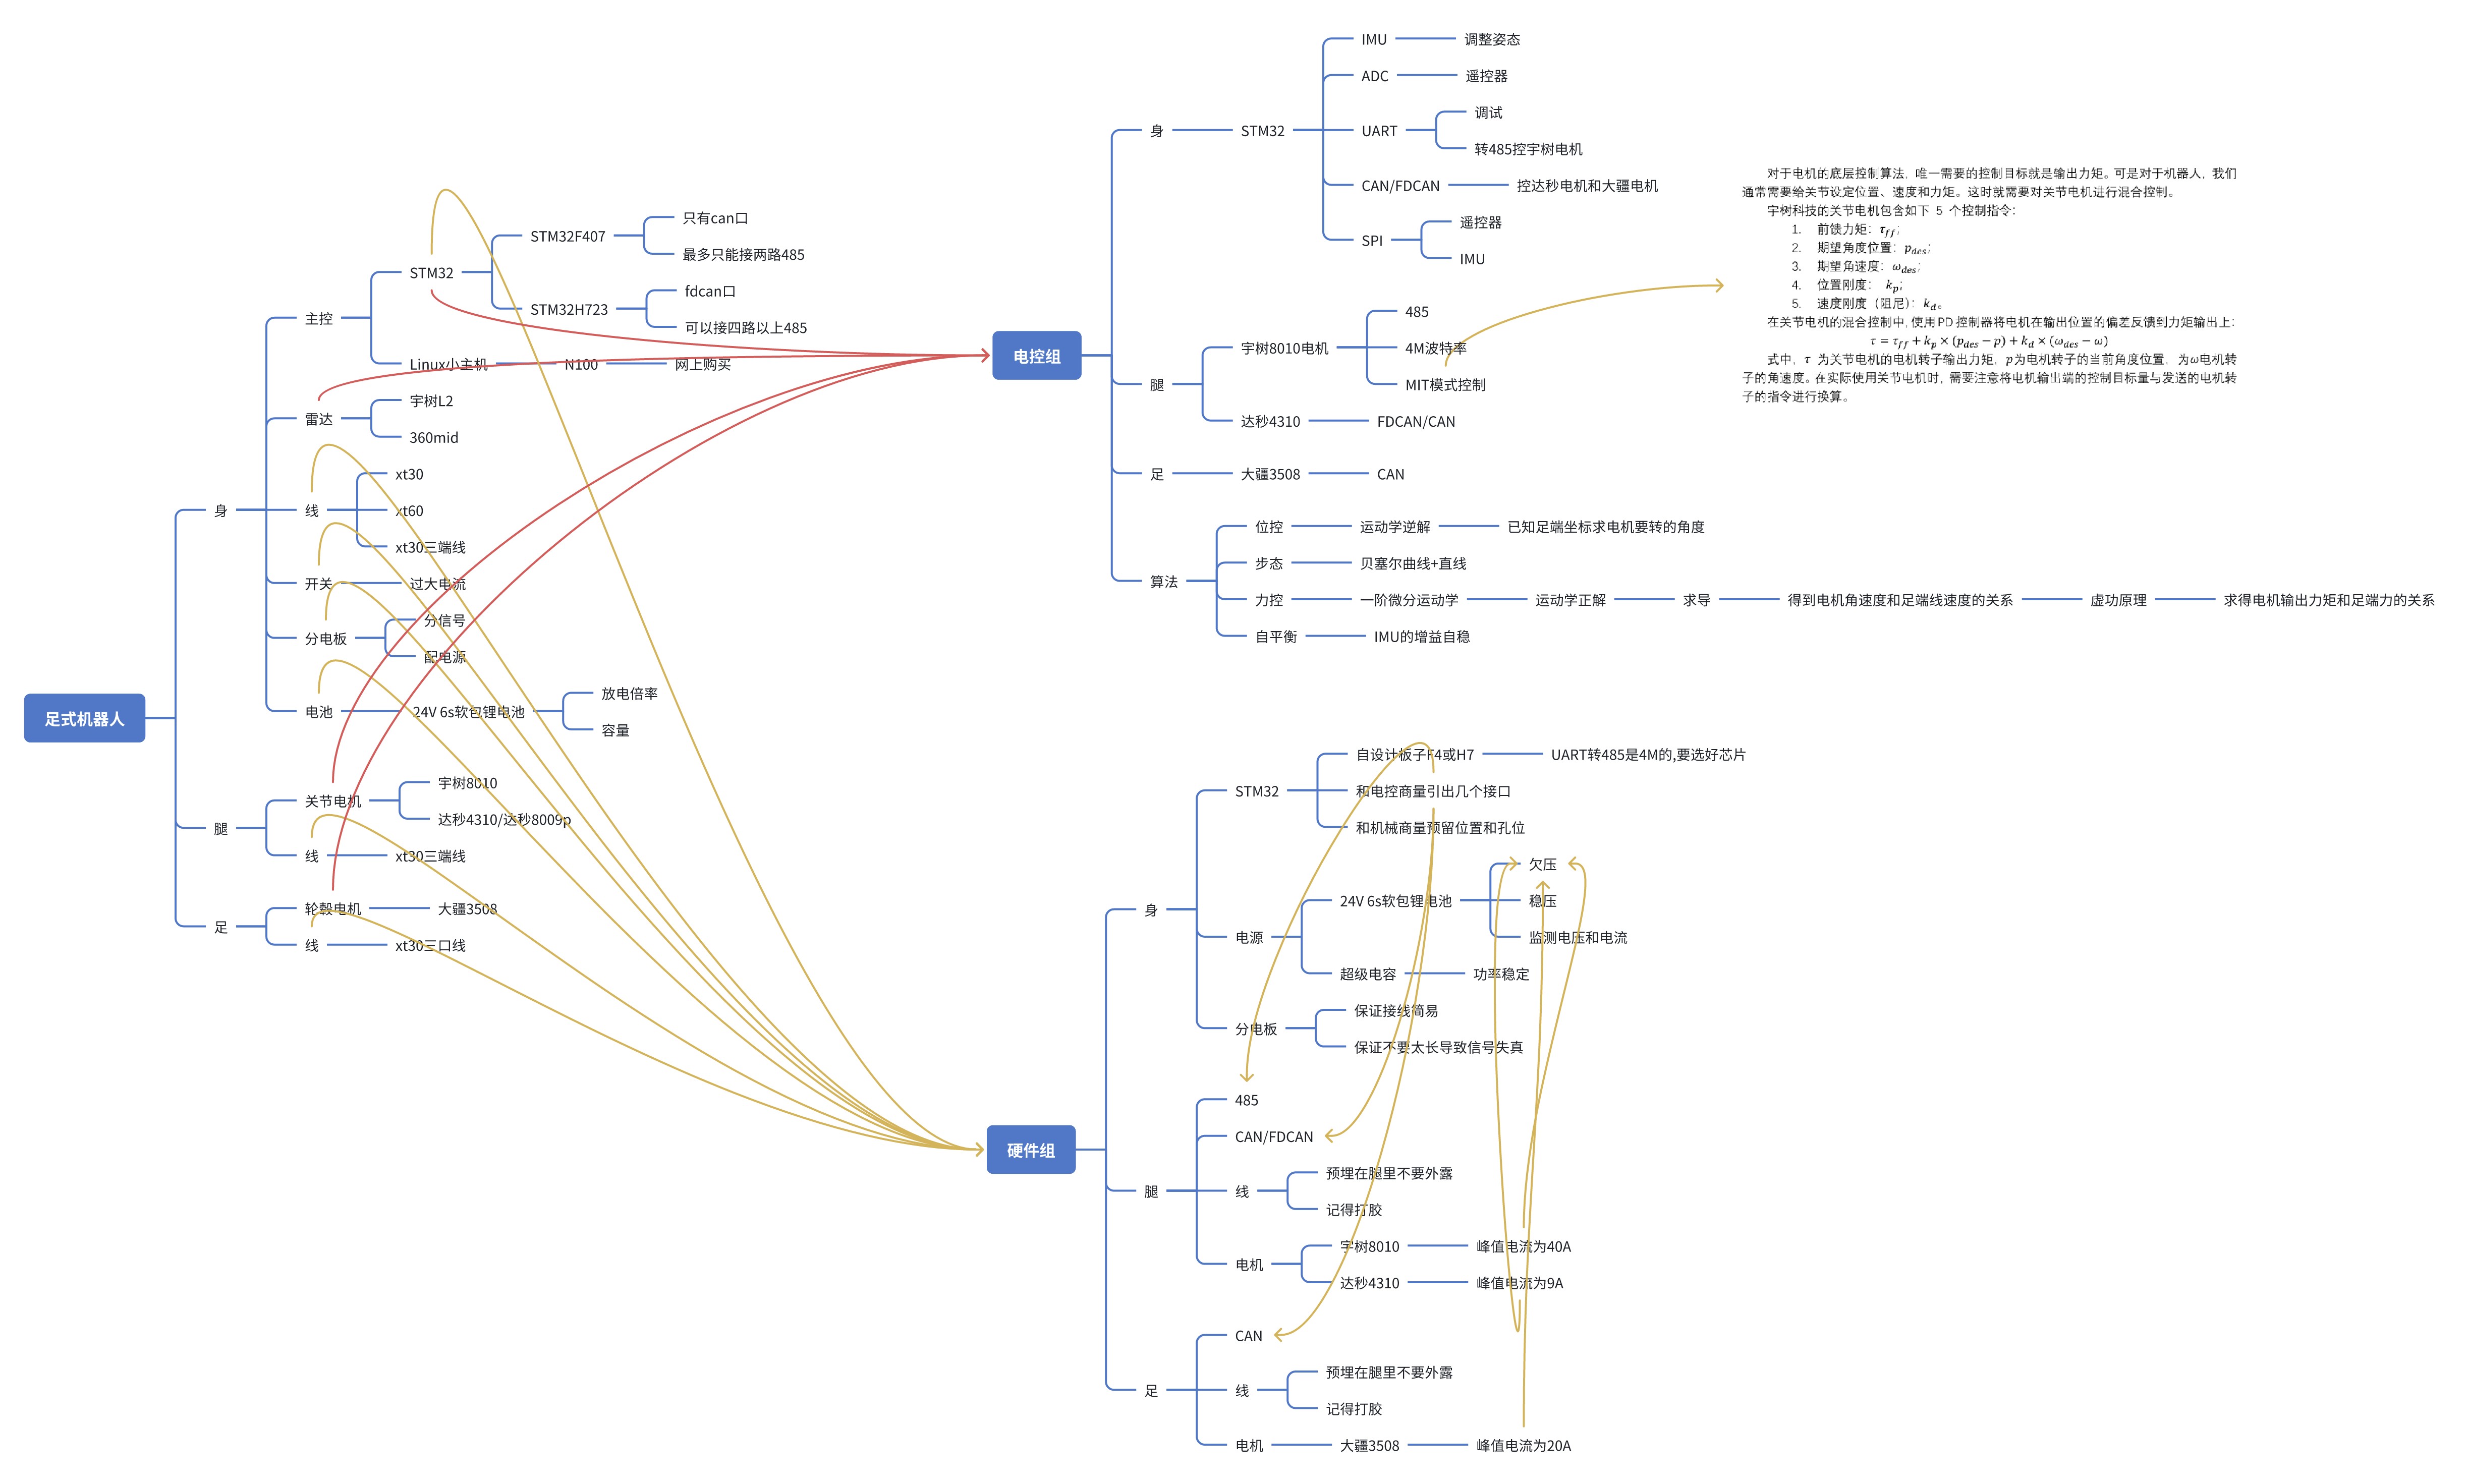 足式机器人
身
主控
STM32
STM32F407
只有can口
最多只能接两路485
STM32H723
fdcan口
可以接四路以上485
Linux小主机
N100
网上购买
雷达
宇树L2
360mid
线
xt30
xt60
xt30三端线
开关
过大电流
分电板
分信号
配电源
电池
24V 6s软包锂电池
放电倍率
容量
腿
关节电机
宇树8010
达秒4310/达秒8009p
线
xt30三端线
足
轮毂电机
大疆3508
线
xt30三口线
电控组
身
STM32
IMU
调整姿态
ADC
遥控器
UART
调试
转485控宇树电机
CAN/FDCAN
控达秒电机和大疆电机
SPI
遥控器
IMU
腿
宇树8010电机
485
4M波特率
MIT模式控制
达秒4310
FDCAN/CAN
足
大疆3508
CAN
算法
位控
运动学逆解
已知足端坐标求电机要转的角度
步态
贝塞尔曲线+直线
力控
一阶微分运动学
运动学正解
求导
得到电机角速度和足端线速度的关系
虚功原理
求得电机输出力矩和足端力的关系
自平衡
IMU的增益自稳
对于电机的底层控制算法，唯一需要的控制目标就是输出力矩。可是对于机器人，我们
通常需要给关节设定位置、速度和力矩。这时就需要对关节电机进行混合控制。
宇树科技的关节电机包含如下 5 个控制指令：
1. 前馈力矩：τ_ff；
2. 期望角度位置：p_des；
3. 期望角速度：ω_des；
4. 位置刚度：k_p；
5. 速度刚度（阻尼）：k_d。
在关节电机的混合控制中，使用PD控制器将电机在输出位置的偏差反馈到力矩输出上：
τ = τ_ff + k_p × (p_des − p) + k_d × (ω_des − ω)
式中，τ 为关节电机的电机转子输出力矩，p为电机转子的当前角度位置，为ω电机转
子的角速度。在实际使用关节电机时，需要注意将电机输出端的控制目标量与发送的电机转
子的指令进行换算。
硬件组
身
STM32
自设计板子F4或H7
UART转485是4M的,要选好芯片
和电控商量引出几个接口
和机械商量预留位置和孔位
电源
24V 6s软包锂电池
欠压
稳压
监测电压和电流
超级电容
功率稳定
分电板
保证接线简易
保证不要太长导致信号失真
腿
485
CAN/FDCAN
线
预埋在腿里不要外露
记得打胶
电机
宇树8010
峰值电流为40A
达秒4310
峰值电流为9A
足
CAN
线
预埋在腿里不要外露
记得打胶
电机
大疆3508
峰值电流为20A